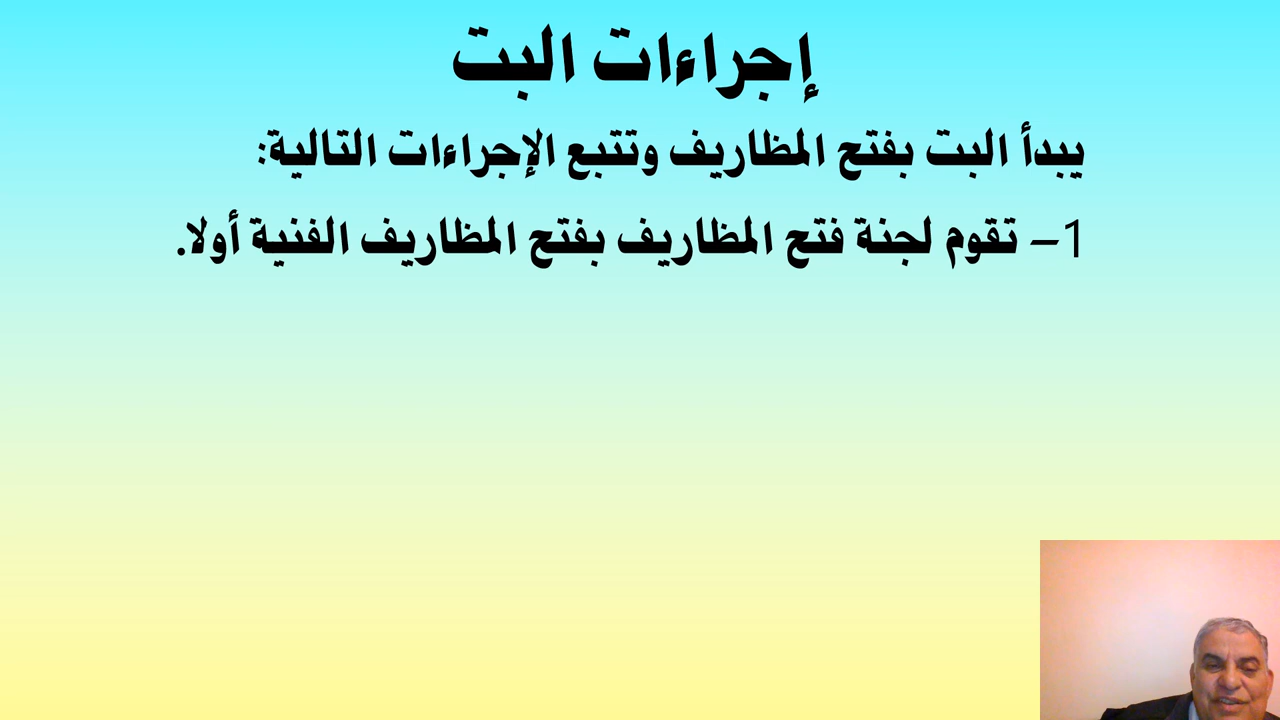 إجراءات البت
يبدأ البت بفتح المظاريف وتتبع الإجراءات التالية:
1– تقوم لجنة فتح المظاريف بفتح المظاريف الفنية أولا.